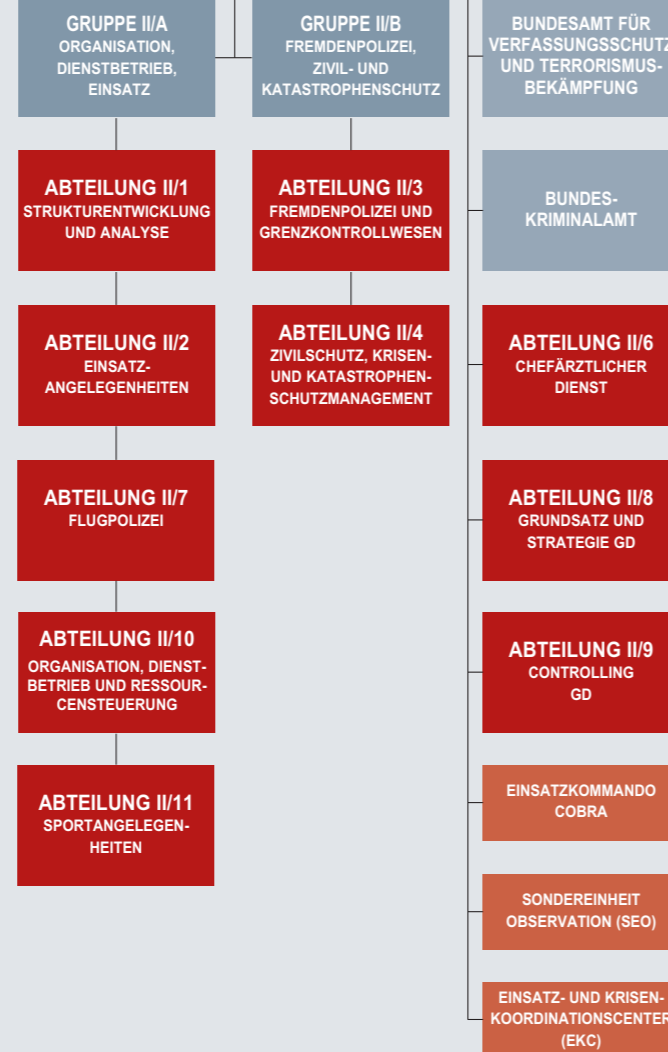 GRUPPE II/A
ORGANISATION,
DIENSTBETRIEB,
EINSATZ
ABTEILUNG II/1
STRUKTURENTWICKLUNG
UND ANALYSE
ABTEILUNG II/2
EINSATZ-
ANGELEGENHEITEN
ABTEILUNG II/7
FLUGPOLIZEI
ABTEILUNG II/10
ORGANISATION, DIENST-
BETRIEB UND RESSOUR-
CENSTEUERUNG
ABTEILUNG II/11
SPORTANGELEGEN-
HEITEN
GRUPPE II/B
FREMDENPOLIZEI,
ZIVIL- UND
KATASTROPHENSCHUTZ
ABTEILUNG II/3
FREMDENPOLIZEI UND
GRENZKONTROLLWESEN
ABTEILUNG II/4
ZIVILSCHUTZ, KRISEN-
UND KATASTROPHEN-
SCHUTZMANAGEMENT
BUNDESAMT FÜR
VERFASSUNGSSCHUTZ
UND TERRORISMUS-
BEKÄMPFUNG
BUNDES-
KRIMINALAMT
ABTEILUNG II/6
CHEFÄRZTLICHER
DIENST
ABTEILUNG II/8
GRUNDSATZ UND
STRATEGIE GD
ABTEILUNG II/9
CONTROLLING
GD
EINSATZKOMMANDO
COBRA
SONDEREINHEIT
OBSERVATION (SEO)
EINSATZ- UND KRISEN-
KOORDINATIONSCENTER
(EKC)